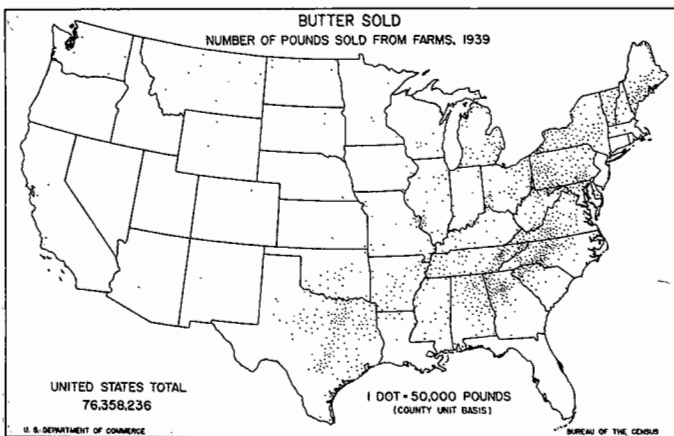 BUTTER SOLD
NUMBER OF POUNDS SOLD FROM FARMS, 1939
UNITED STATES TOTAL
76,358,236
1 DOT = 50,000 POUNDS
(COUNTY UNIT BASIS)
U. S. DEPARTMENT OF COMMERCE
BUREAU OF THE CENSUS